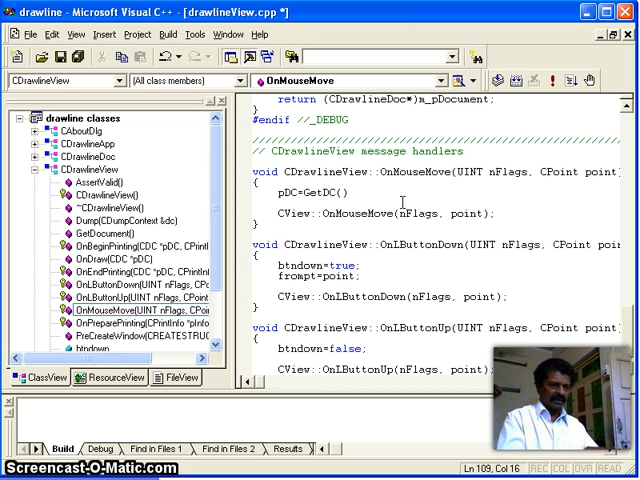 drawline - Microsoft Visual C++ - [drawlineView.cpp *]
File Edit View Insert Project Build Tools Window Help
CDrawlineView (All class members) OnMouseMove
drawline classes
CAboutDlg
CDrawlineApp
CDrawlineDoc
CDrawlineView
AssertValid()
CDrawlineView()
~CDrawlineView()
Dump(CDumpContext &dc)
GetDocument()
OnBeginPrinting(CDC *pDC, CPrintI
OnDraw(CDC *pDC)
OnEndPrinting(CDC *pDC, CPrintInf
OnLButtonDown(UINT nFlags, CPoin
OnLButtonUp(UINT nFlags, CPoint
OnMouseMove(UINT nFlags, CPoi
OnPreparePrinting(CPrintInfo *pInfo
PreCreateWindow(CREATESTRUC
btndown
ClassView ResourceView FileView
return (CDrawlineDoc*)m_pDocument;
}
#endif //_DEBUG
/////////////////////////////////////////////////////
// CDrawlineView message handlers
void CDrawlineView::OnMouseMove(UINT nFlags, CPoint point)
{
pDC=GetDC()
CView::OnMouseMove(nFlags, point);
}
void CDrawlineView::OnLButtonDown(UINT nFlags, CPoint poi
{
btndown=true;
frompt=point;
CView::OnLButtonDown(nFlags, point);
}
void CDrawlineView::OnLButtonUp(UINT nFlags, CPoint point
{
btndown=false;
CView::OnLButtonUp(nFlags, po
Build Debug Find in Files 1 Find in Files 2 Results
Screencast-O-Matic.com
Ln 109, Col 16 REC COL OVR READ